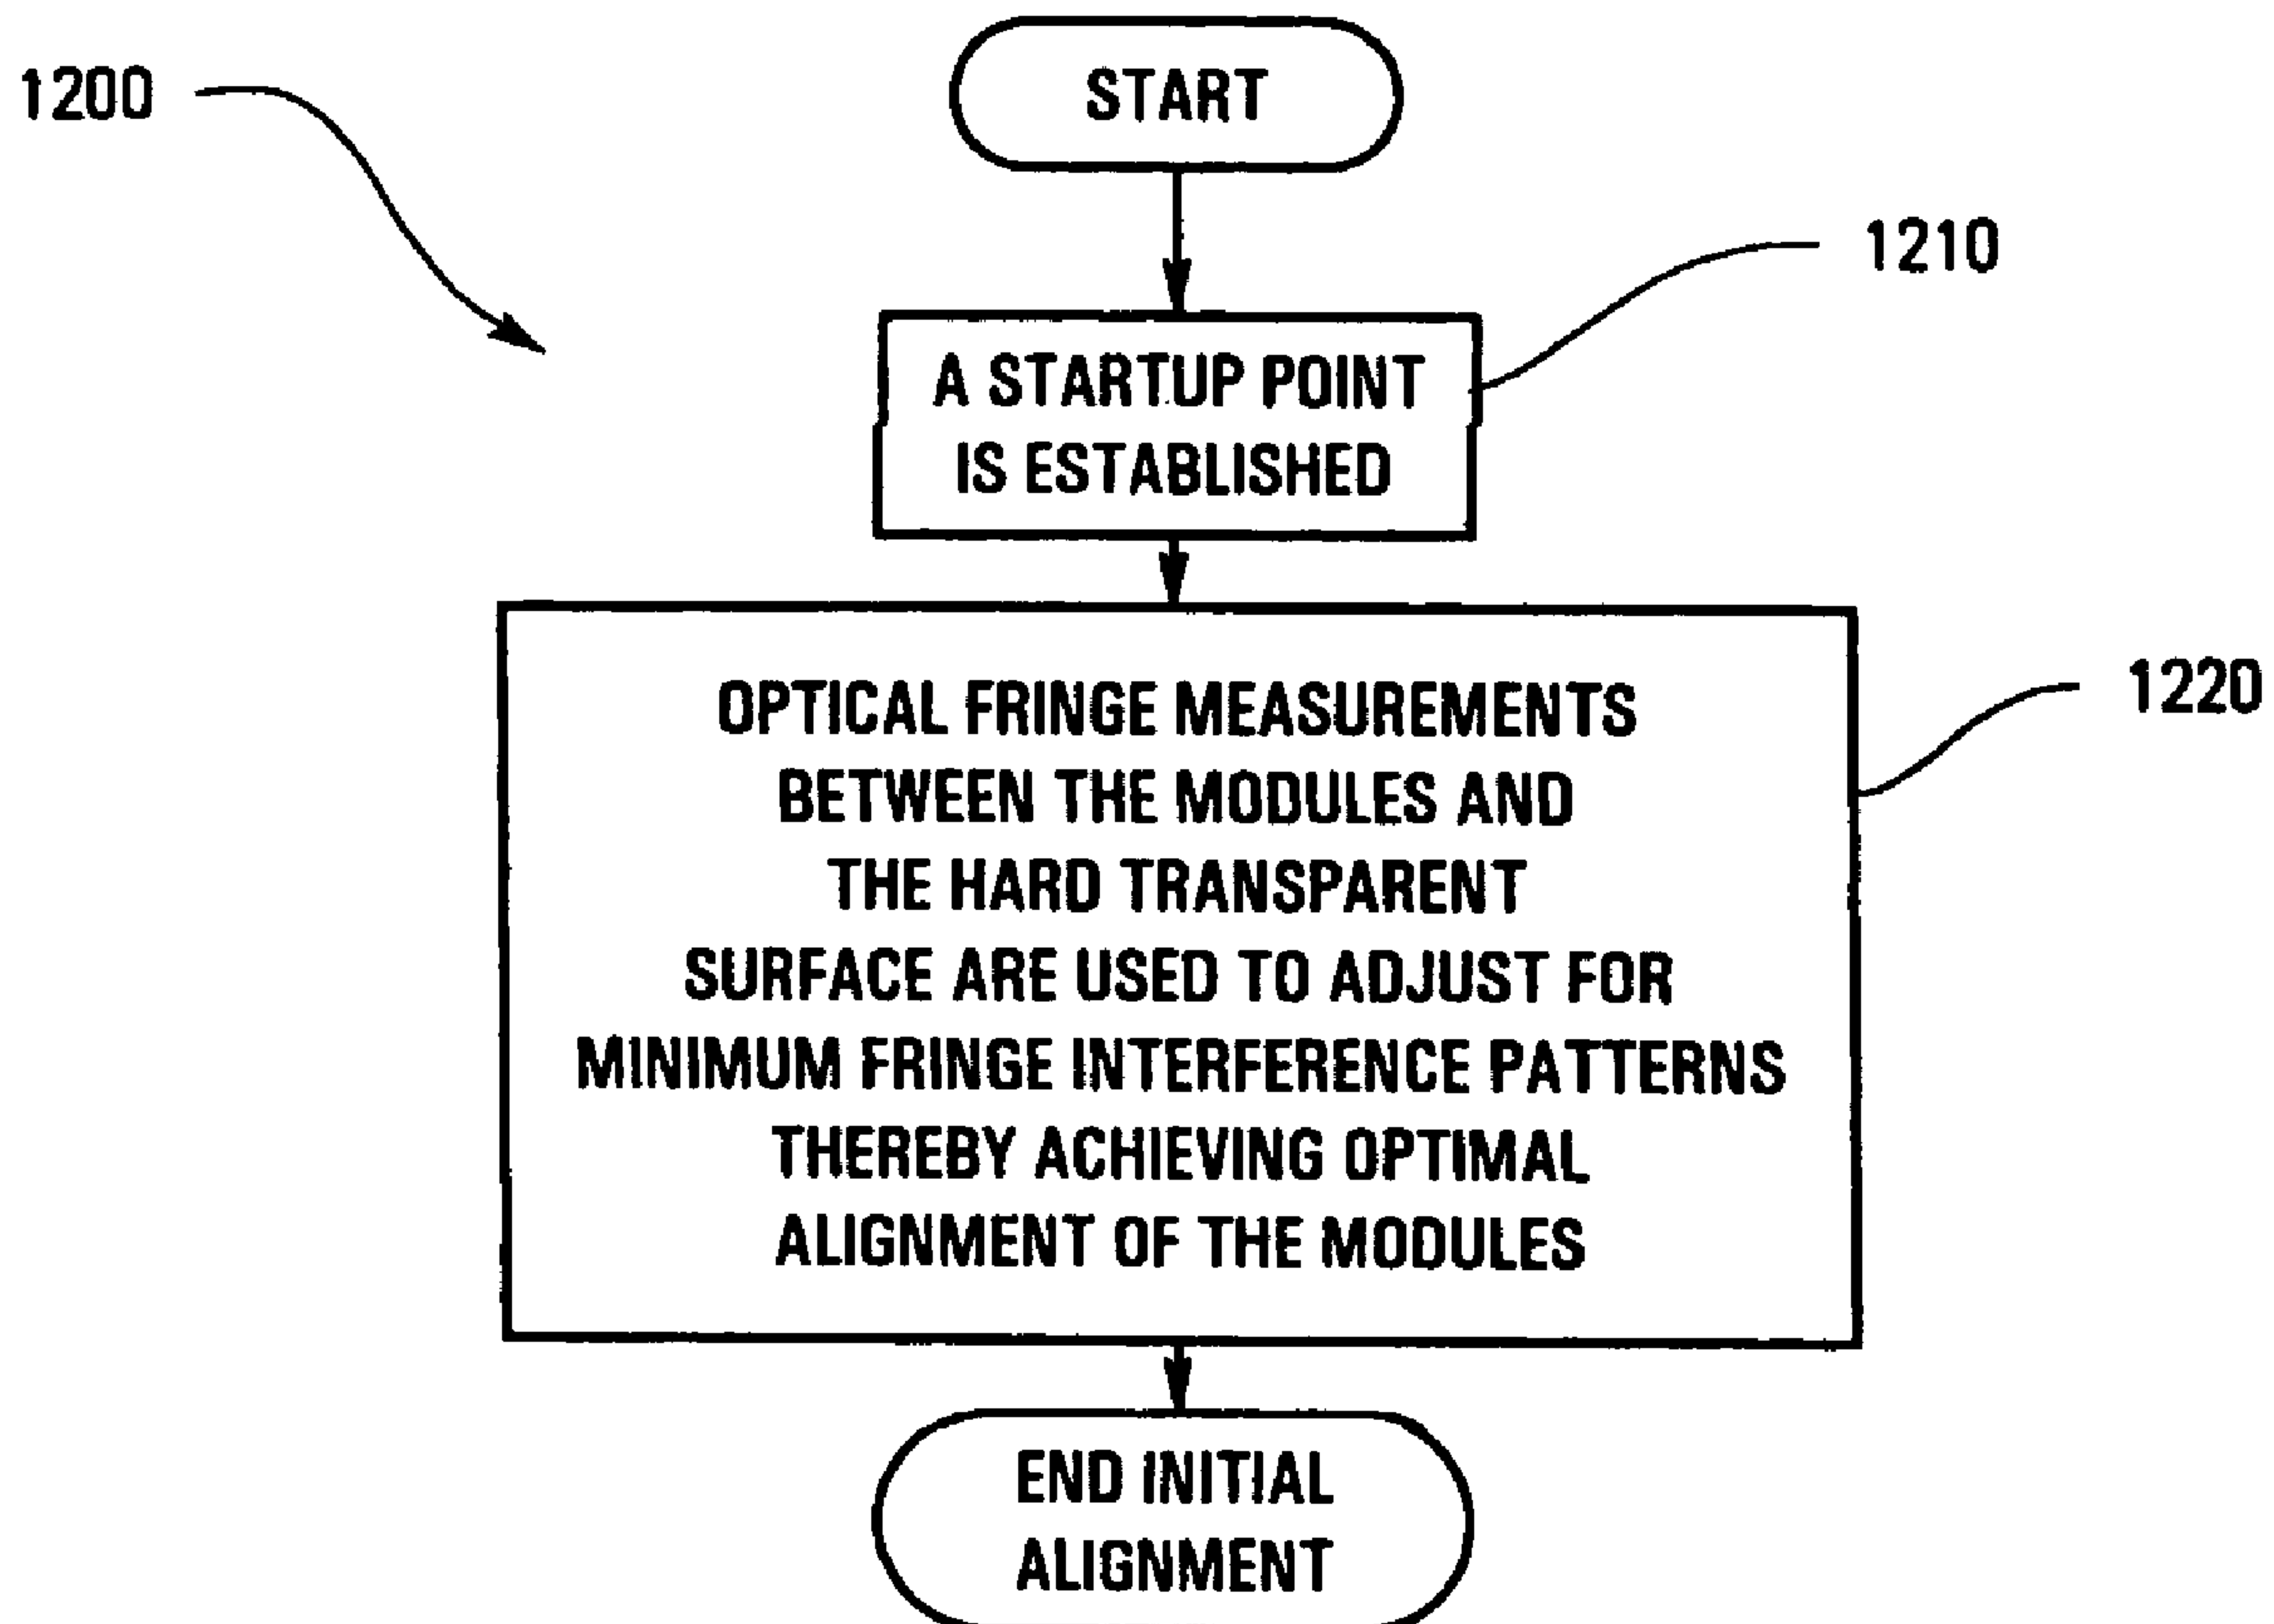 1200
START
1210
A STARTUP POINT
IS ESTABLISHED
1220
OPTICAL FRINGE MEASUREMENTS
BETWEEN THE MODULES AND
THE HARD TRANSPARENT
SURFACE ARE USED TO ADJUST FOR
MINIMUM FRINGE INTERFERENCE PATTERNS
THEREBY ACHIEVING OPTIMAL
ALIGNMENT OF THE MODULES
END INITIAL
ALIGNMENT